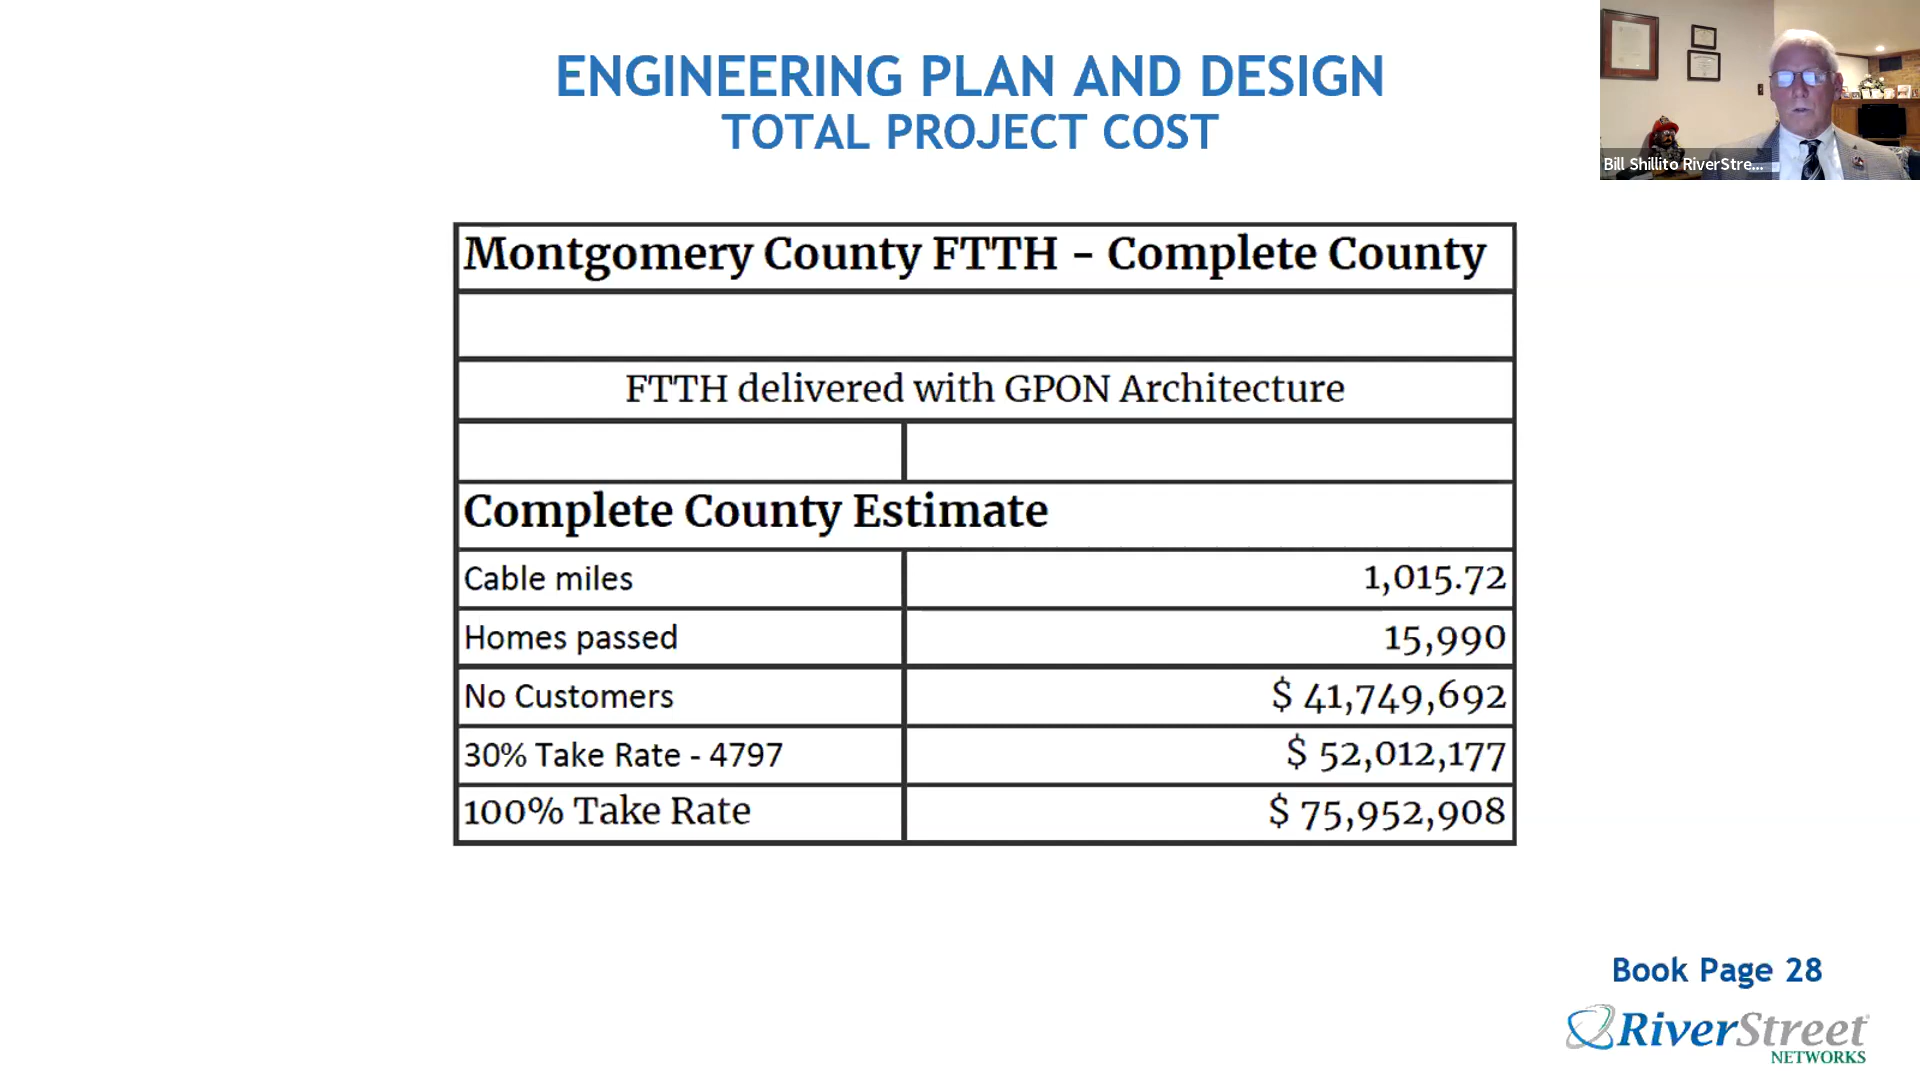 ENGINEERING PLAN AND DESIGN
TOTAL PROJECT COST
Bill Shillito RiverStre...
Montgomery County FTTH - Complete County
FTTH delivered with GPON Architecture
Complete County Estimate
Cable miles 1,015.72
Homes passed 15,990
No Customers $ 41,749,692
30% Take Rate - 4797 $ 52,012,177
100% Take Rate $ 75,952,908
Book Page 28
RiverStreet
NETWORKS